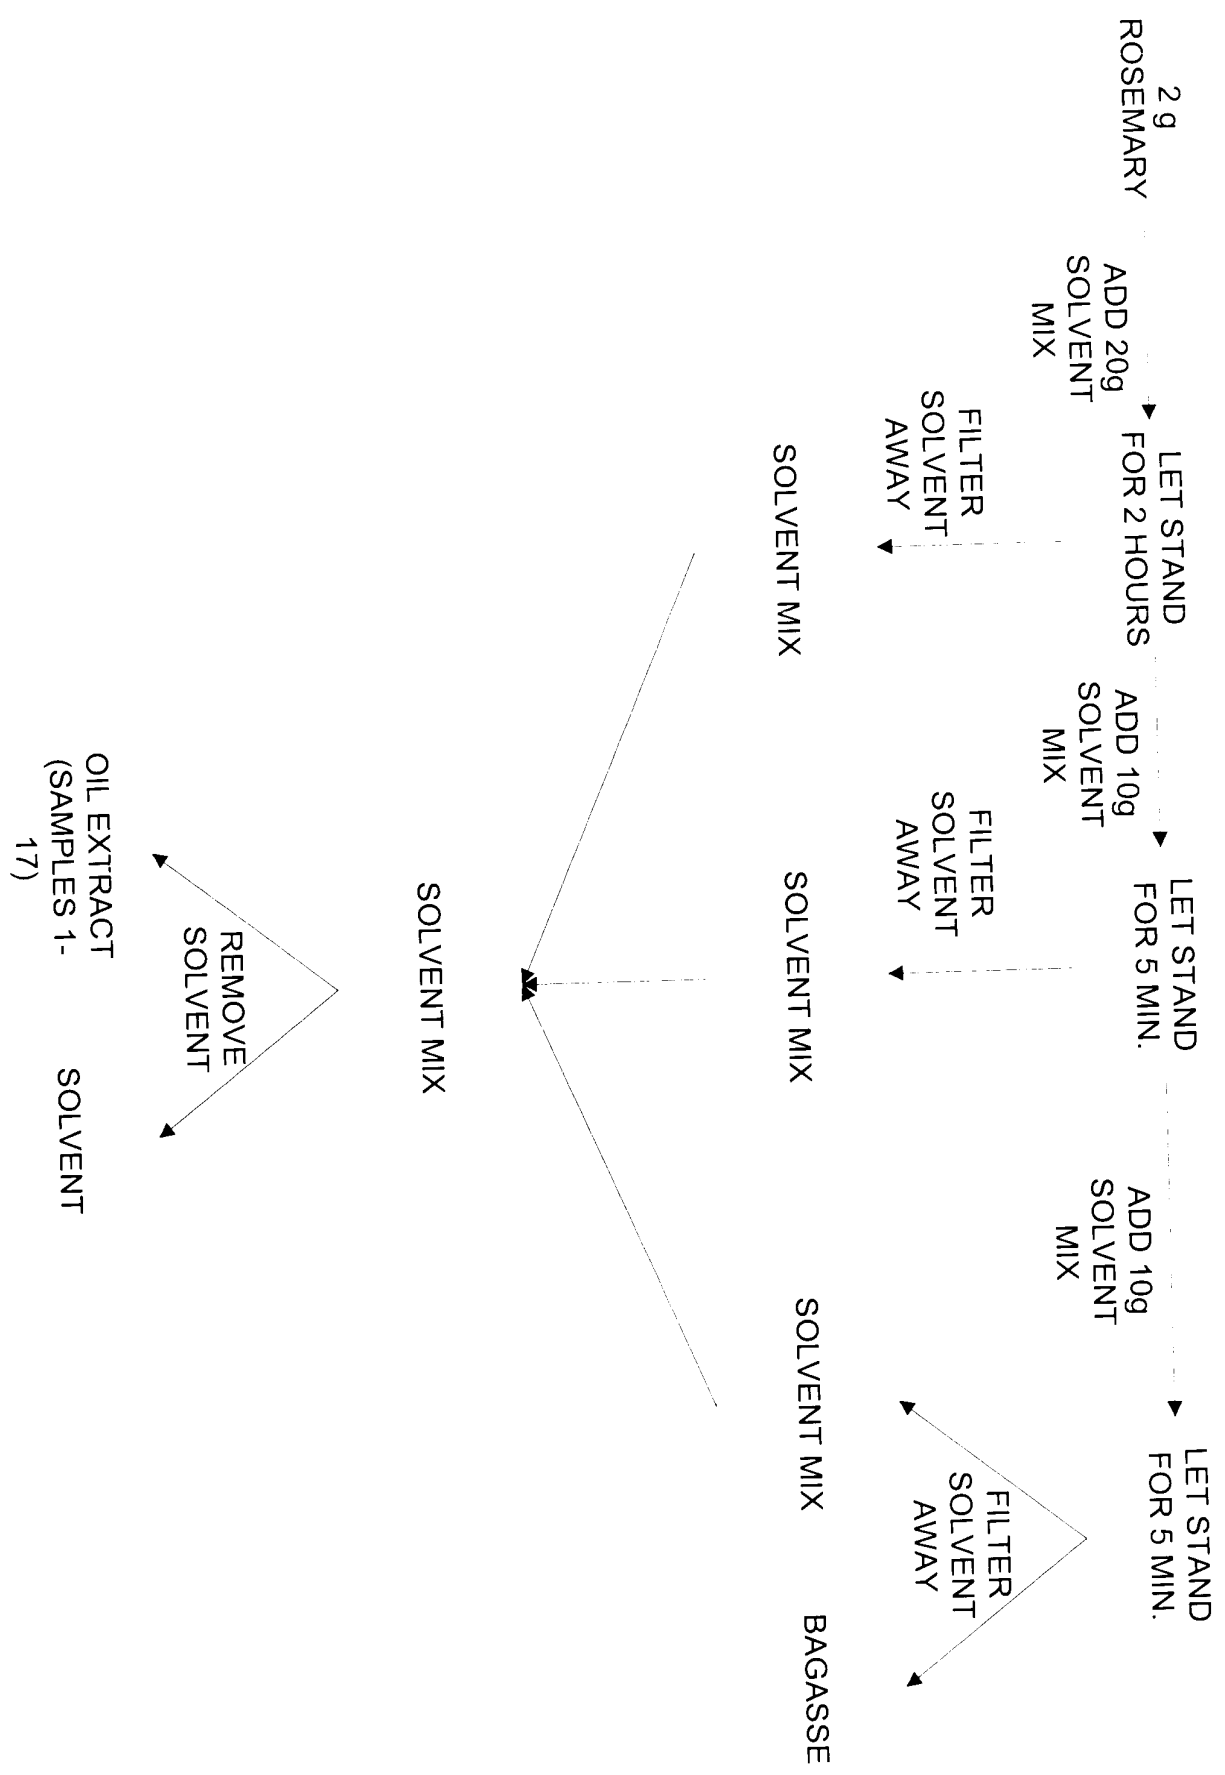 2 g
ROSEMARY
ADD 20g
SOLVENT
MIX
LET STAND
FOR 2 HOURS
ADD 10g
SOLVENT
MIX
LET STAND
FOR 5 MIN.
ADD 10g
SOLVENT
MIX
LET STAND
FOR 5 MIN.
FILTER
SOLVENT
AWAY
FILTER
SOLVENT
AWAY
FILTER
SOLVENT
AWAY
SOLVENT MIX
SOLVENT MIX
SOLVENT MIX
BAGASSE
SOLVENT MIX
REMOVE
SOLVENT
OIL EXTRACT
(SAMPLES 1-
17)
SOLVENT